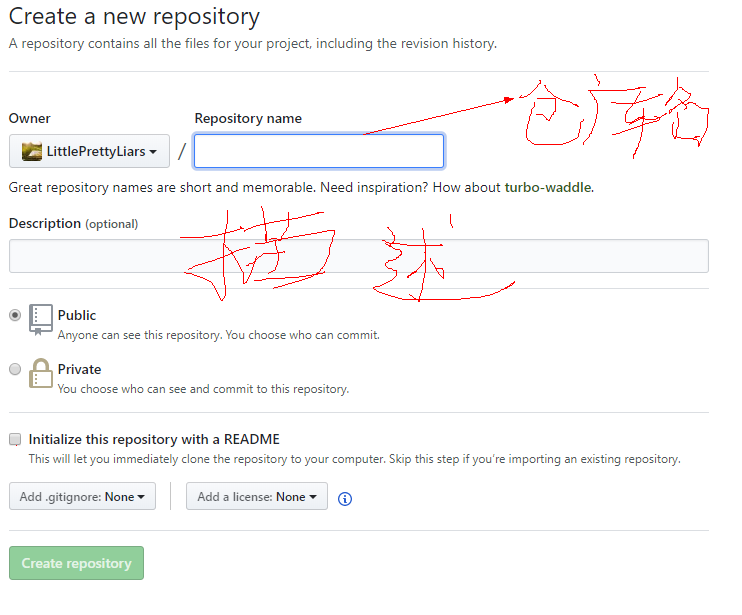 Create a new repository
A repository contains all the files for your project, including the revision history.
Owner
Repository name
仓库名
LittlePrettyLiars
/
Great repository names are short and memorable. Need inspiration? How about turbo-waddle.
Description (optional)
描述
Public
Anyone can see this repository. You choose who can commit.
Private
You choose who can see and commit to this repository.
Initialize this repository with a README
This will let you immediately clone the repository to your computer. Skip this step if you're importing an existing repository.
Add .gitignore: None
Add a license: None
Create repository